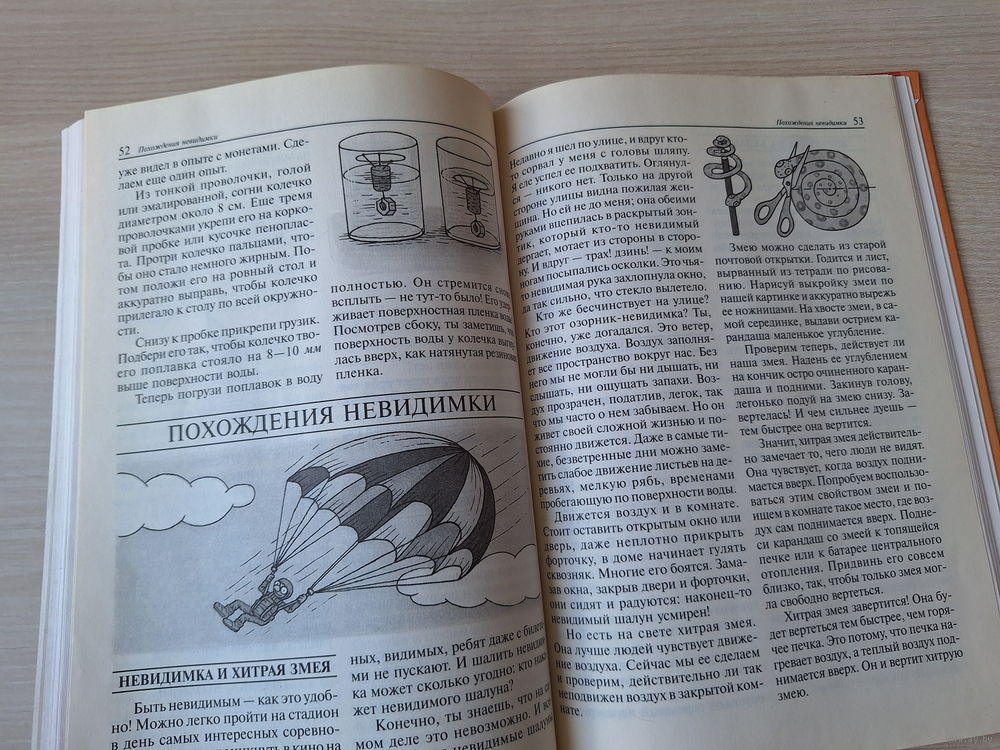 52 Похождения невидимки
уже видел в опыте с монетами. Сде-
лаем еще один опыт.
Из тонкой проволочки, голой
или эмалированной, согни колечко
диаметром около 8 см. Еще тремя
проволочками укрепи его на корко-
вой пробке или кусочке пенопла-
ста. Протри колечко пальцами, что-
бы оно стало немного жирным. По-
том положи его на ровный стол и
аккуратно выправь, чтобы колечко
прилегало к столу по всей окружно-
сти.
Снизу к пробке прикрепи грузик.
Подбери его так, чтобы колечко тво-
его поплавка стояло на 8—10 мм
выше поверхности воды.
Теперь погрузи поплавок в воду
полностью. Он стремится снова
всплыть — не тут-то было! Его удер-
живает поверхностная пленка воды.
Посмотрев сбоку, ты заметишь, что
поверхность воды у колечка выгну-
лась вверх, как натянутая резиновая
пленка.
ПОХОЖДЕНИЯ НЕВИДИМКИ
НЕВИДИМКА И ХИТРАЯ ЗМЕЯ
Быть невидимым — как это удоб-
но! Можно легко пройти на стадион
в день самых интересных соревно-
в кино на
ных, видимых, ребят даже с билета-
ми не пускают. И шалить невидим-
ка может сколько угодно: кто нака-
жет невидимого шалуна?
Конечно, ты знаешь, что на са-
мом деле это невозможно. И все
невидимые шалуны
Похождения невидимки 53
Недавно я шел по улице, и вдруг кто-
то сорвал у меня с головы шляпу.
Я еле успел ее подхватить. Оглянул-
ся — никого нет. Только на другой
стороне улицы видна пожилая жен-
щина. Но ей не до меня; она обеими
руками вцепилась в раскрытый зон-
тик, который кто-то невидимый
дергает, мотает из стороны в сторо-
ну. И вдруг — трах! дзинь! — к моим
ногам посыпались осколки. Это чья-
то невидимая рука захлопнула окно,
да так сильно, что стекло вылетело.
Кто же бесчинствует на улице?
Кто этот озорник-невидимка? Ты,
конечно, уже догадался. Это ветер,
движение воздуха. Воздух заполня-
ет все пространство вокруг нас. Без
него мы не могли бы ни дышать, ни
слышать, ни ощущать запахи. Воз-
дух прозрачен, податлив, легок, так
что мы часто о нем забываем. Но он
живет своей сложной жизнью и по-
стоянно движется. Даже в самые ти-
хие, безветренные дни можно заме-
тить слабое движение листьев на де-
ревьях, мелкую рябь, временами
пробегающую по поверхности воды.
Движется воздух и в комнате.
Стоит оставить открытым окно или
дверь, даже неплотно прикрыть
форточку, в доме начинает гулять
сквозняк. Многие его боятся. Зама-
зав окна, закрыв двери и форточки,
они сидят и радуются: наконец-то
невидимый шалун усмирен!
Но есть на свете хитрая змея.
Она лучше людей чувствует движе-
ние воздуха. Сейчас мы ее сделаем
и проверим, действительно ли так
неподвижен воздух в закрытой ком-
нате.
Змею можно сделать из старой
почтовой открытки. Годится и лист,
вырванный из тетради по рисова-
нию. Нарисуй выкройку змеи по
нашей картинке и аккуратно вырежь
ее ножницами. На хвосте змеи, в са-
мой серединке, выдави острием ка-
рандаша маленькое углубление.
Проверим теперь, действует ли
наша змея. Надень ее углублением
на кончик остро очиненного каран-
даша и подними. Закинув голову,
легонько подуй на змею снизу. За-
вертелась! И чем сильнее дуешь —
тем быстрее она вертится.
Значит, хитрая змея действитель-
но замечает то, чего люди не видят.
Она чувствует, когда воздух подни-
мается вверх. Попробуем воспользо-
ваться этим свойством змеи и по-
ищем в комнате такое место, где воз-
дух сам поднимается вверх. Подне-
си карандаш со змеей к топящейся
печке или к батарее центрального
отопления. Придвинь его совсем
близко, так, чтобы только змея мог-
ла свободно вертеться.
Хитрая змея завертится! Она бу-
дет вертеться тем быстрее, чем горя-
чее печка. Это потому, что печка на-
гревает воздух, а теплый воздух под-
нимается вверх. Он и вертит хитрую
змею.